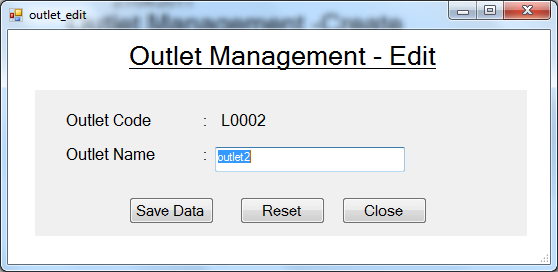 outlet_edit
Outlet Management - Edit
Outlet Code : L0002
Outlet Name : outlet2
Save Data Reset Close